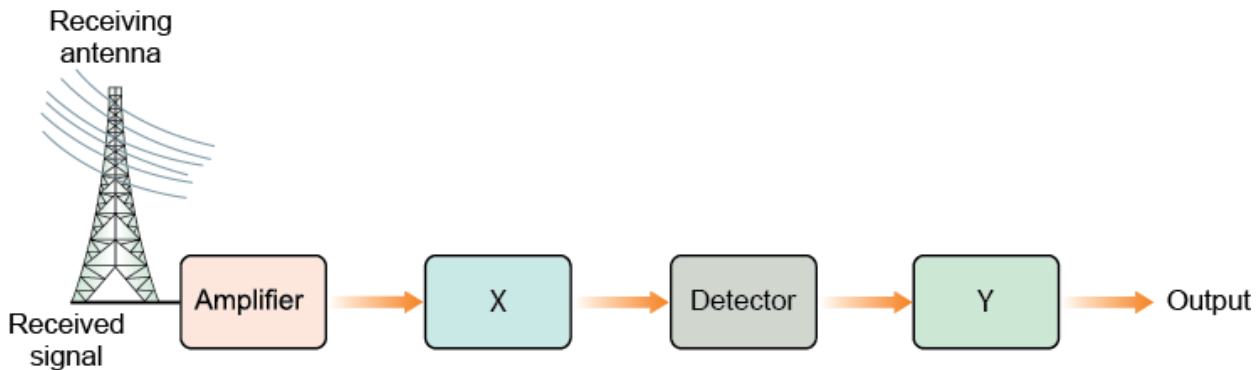 Receiving
antenna
Amplifier
X
Detector
Y
Output
Received
signal